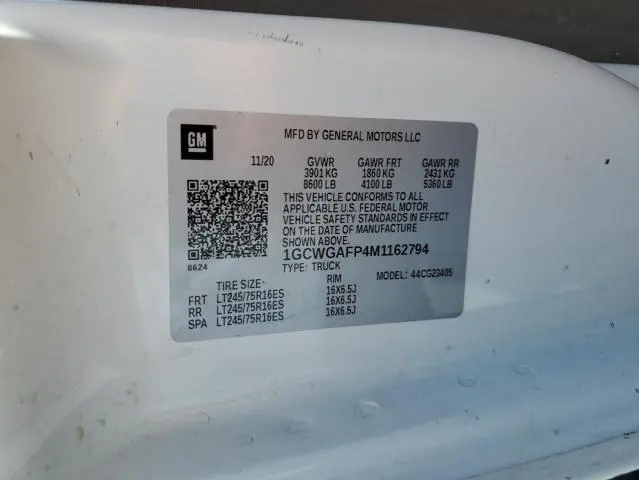 GM
MFD BY GENERAL MOTORS LLC
11/20 GVWR GAWR FRT GAWR RR
3901 KG 1860 KG 2431 KG
8600 LB 4100 LB 5360 LB
THIS VEHICLE CONFORMS TO ALL
APPLICABLE U.S. FEDERAL MOTOR
VEHICLE SAFETY STANDARDS IN EFFECT
ON THE DATE OF MANUFACTURE
SHOWN ABOVE.
1GCWGAFP4M1162794
8624 TYPE: TRUCK MODEL: 44CG23405
TIRE SIZE: RIM
FRT LT245/75R16ES 16X6.5J
RR LT245/75R16ES 16X6.5J
SPA LT245/75R16ES 16X6.5J